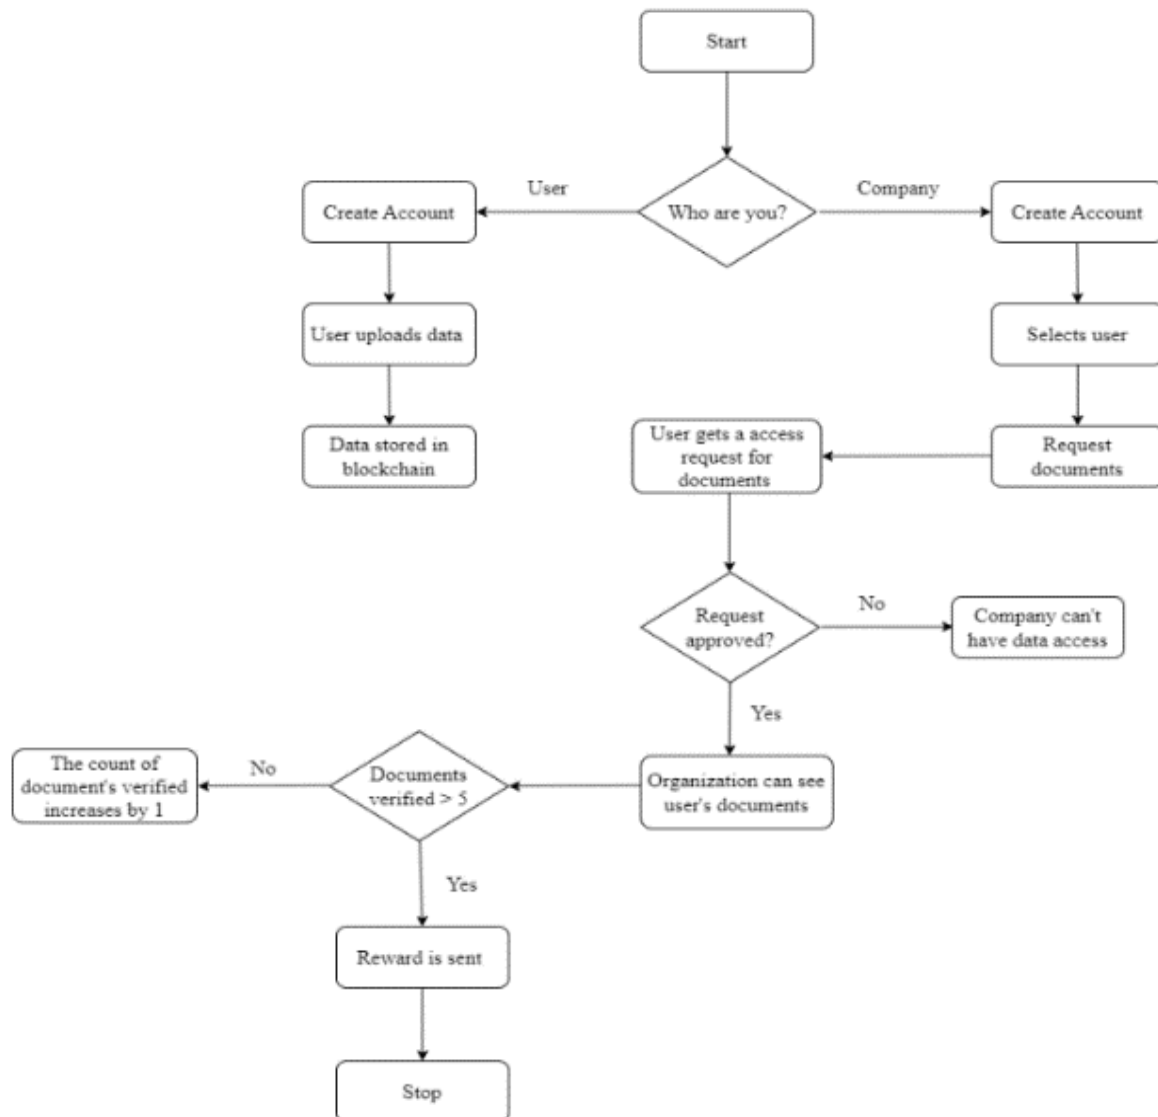 Start
User
Company
Create Account
Who are you?
Create Account
User uploads data
Selects user
Data stored in
blockchain
User gets a access
request for
documents
Request
documents
Request
approved?
No
Company can't
have data access
Yes
The count of
document's verified
increases by 1
No
Documents
verified > 5
Organization can see
user's documents
Yes
Reward is sent
Stop